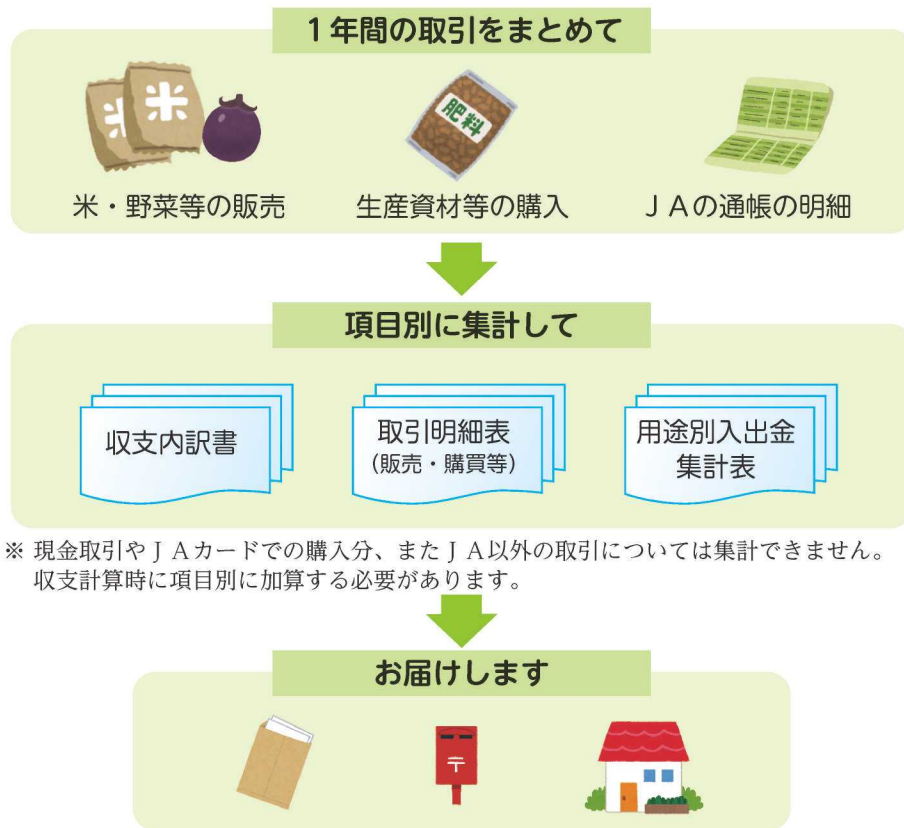 １年間の取引をまとめて
米
米
肥料
米・野菜等の販売
生産資材等の購入
ＪＡの通帳の明細
項目別に集計して
収支内訳書
取引明細表
（販売・購買等）
用途別入出金
集計表
※ 現金取引やＪＡカードでの購入分、またＪＡ以外の取引については集計できません。
収支計算時に項目別に加算する必要があります。
お届けします
〒